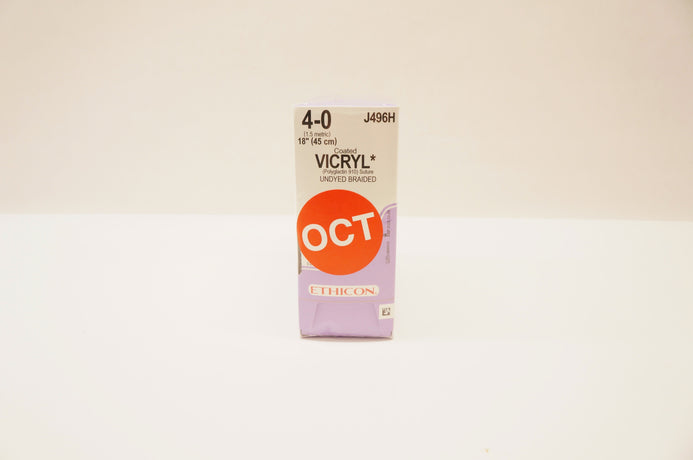 4-0 J496H
(1.5 metric)
18" (45 cm)
Coated
VICRYL*
(Polyglactin 910) Suture
UNDYED BRAIDED
OCT
ETHICON